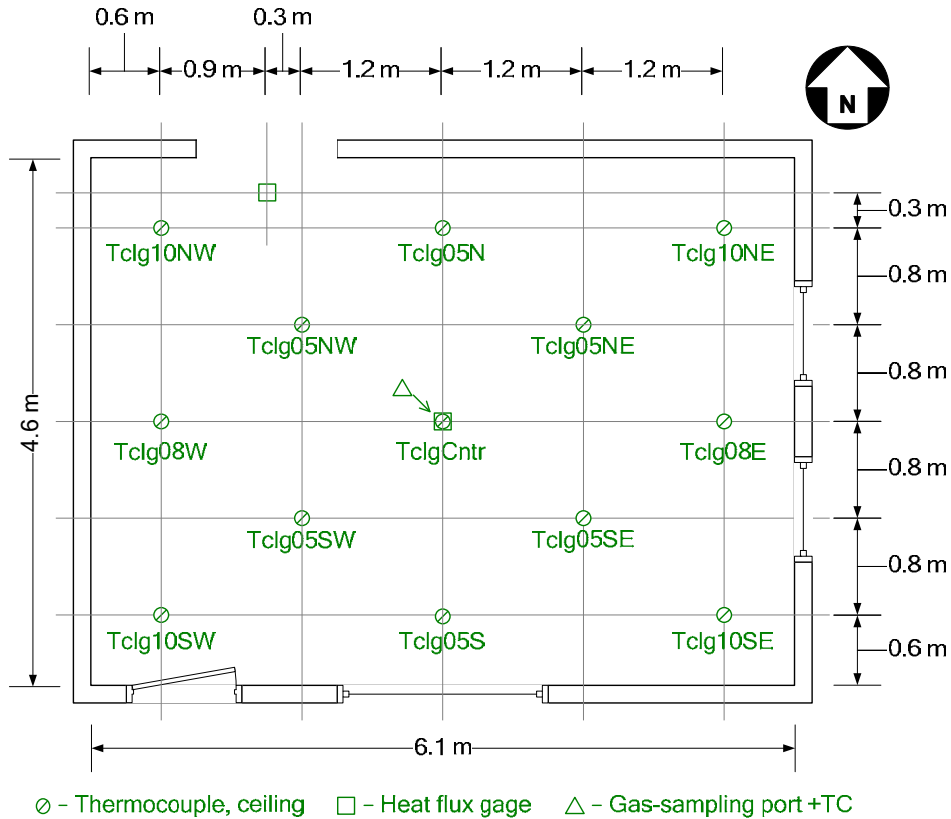 0.6 m
0.3 m
0.9 m
1.2 m
1.2 m
1.2 m
N
0.3 m
Tclg10NW
Tclg05N
Tclg10NE
0.8 m
Tclg05NW
Tclg05NE
0.8 m
4.6 m
Tclg08W
TclgCntr
Tclg08E
0.8 m
Tclg05SW
Tclg05SE
0.8 m
Tclg10SW
Tclg05S
Tclg10SE
0.6 m
6.1 m
– Thermocouple, ceiling
– Heat flux gage
– Gas-sampling port +TC